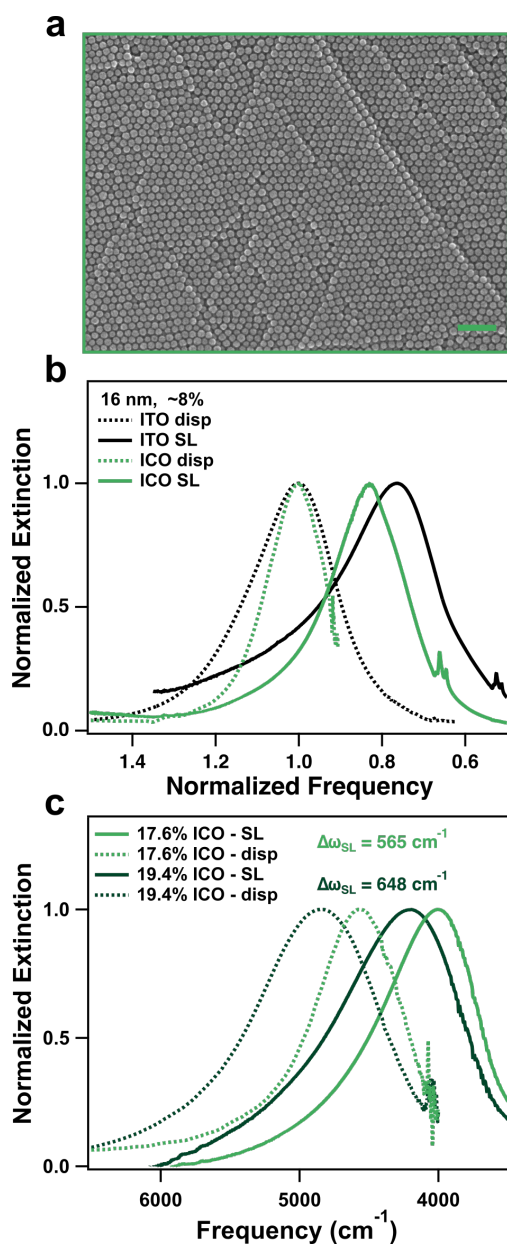 a
b
16 nm, ~8%
ITO disp
ITO SL
ICO disp
ICO SL
Normalized Extinction
1.0
0.5
0.0
1.4 1.2 1.0 0.8 0.6
Normalized Frequency
c
17.6% ICO - SL
17.6% ICO - disp
19.4% ICO - SL
19.4% ICO - disp
Δω_SL = 565 cm⁻¹
Δω_SL = 648 cm⁻¹
Normalized Extinction
1.0
0.5
0.0
6000 5000 4000
Frequency (cm⁻¹)